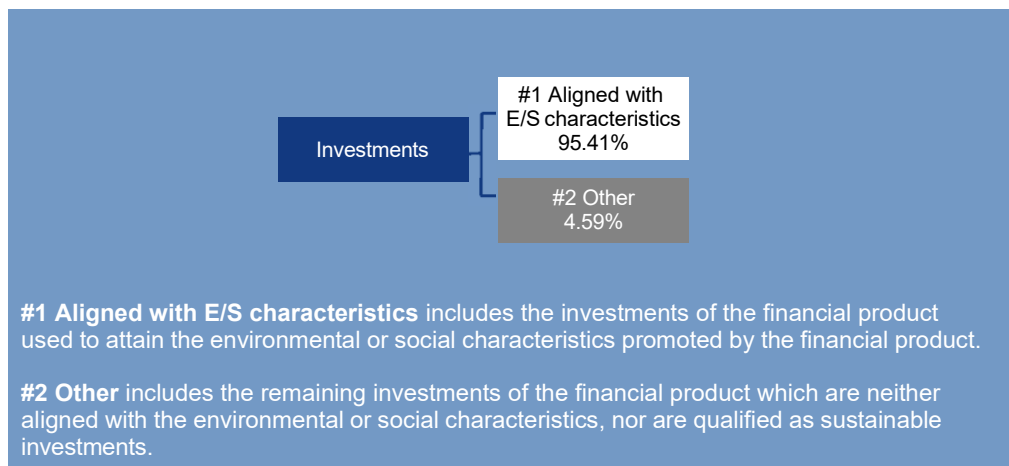 #1 Aligned with
E/S characteristics
95.41%
Investments
#2 Other
4.59%
#1 Aligned with E/S characteristics includes the investments of the financial product
used to attain the environmental or social characteristics promoted by the financial product.
#2 Other includes the remaining investments of the financial product which are neither
aligned with the environmental or social characteristics, nor are qualified as sustainable
investments.